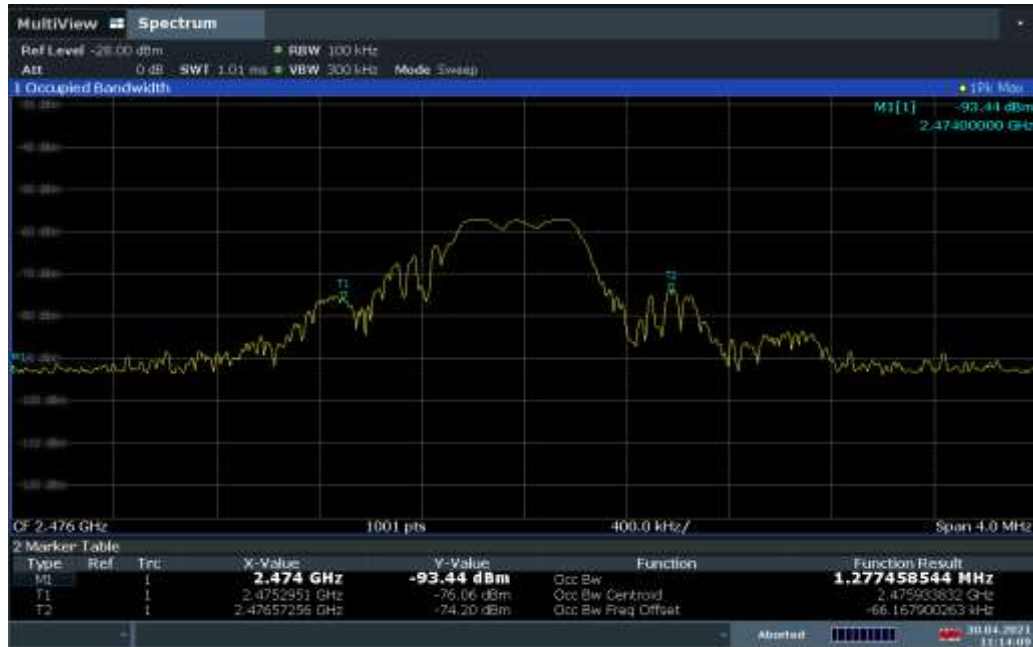 MultiView Spectrum
Ref Level -28.00 dBm RBW 100 kHz
Att 0 dB SWT 1.01 ms VBW 300 kHz Mode Sweep
1 Occupied Bandwidth 1Pk Max
M1[1] -93.44 dBm
2.47400000 GHz
T1
T2
M1
CF 2.476 GHz 1001 pts 400.0 kHz/ Span 4.0 MHz
2 Marker Table
Type Ref Trc X-Value Y-Value Function Function Result
M1 1 2.474 GHz -93.44 dBm Occ Bw 1.277458544 MHz
T1 1 2.4752951 GHz -76.06 dBm Occ Bw Centroid 2.475933832 GHz
T2 1 2.47657256 GHz -74.20 dBm Occ Bw Freq Offset -66.167900263 kHz
Aborted 30.04.2021
11:14:09